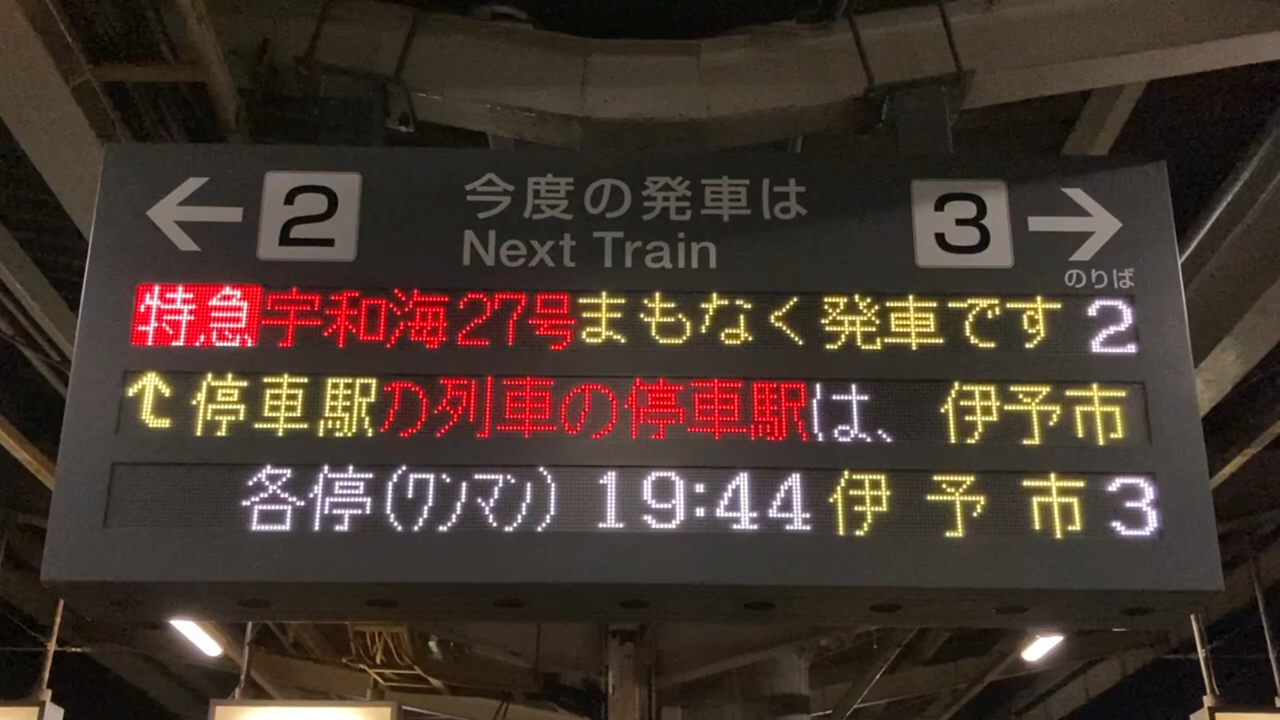 ← 2 今度の発車は 3 →
Next Train
のりば
特急宇和海27号まもなく発車です 2
↑停車駅の列車の停車駅は、 伊予市
各停(ワンマン) 19:44 伊予市 3